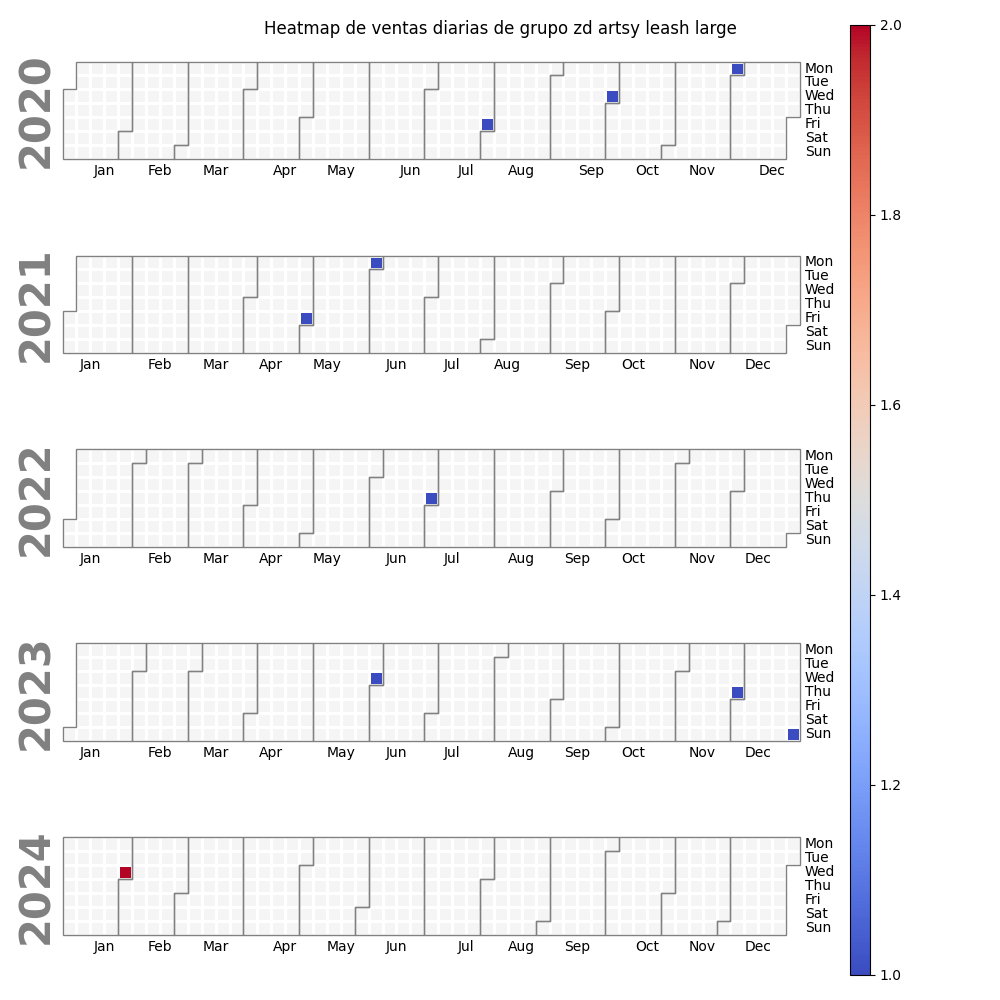 Heatmap de ventas diarias de grupo zd artsy leash large
2020
Mon
Tue
Wed
Thu
Fri
Sat
Sun
Jan Feb Mar Apr May Jun Jul Aug Sep Oct Nov Dec
2021
Mon
Tue
Wed
Thu
Fri
Sat
Sun
Jan Feb Mar Apr May Jun Jul Aug Sep Oct Nov Dec
2022
Mon
Tue
Wed
Thu
Fri
Sat
Sun
Jan Feb Mar Apr May Jun Jul Aug Sep Oct Nov Dec
2023
Mon
Tue
Wed
Thu
Fri
Sat
Sun
Jan Feb Mar Apr May Jun Jul Aug Sep Oct Nov Dec
2024
Mon
Tue
Wed
Thu
Fri
Sat
Sun
Jan Feb Mar Apr May Jun Jul Aug Sep Oct Nov Dec
2.0
1.8
1.6
1.4
1.2
1.0